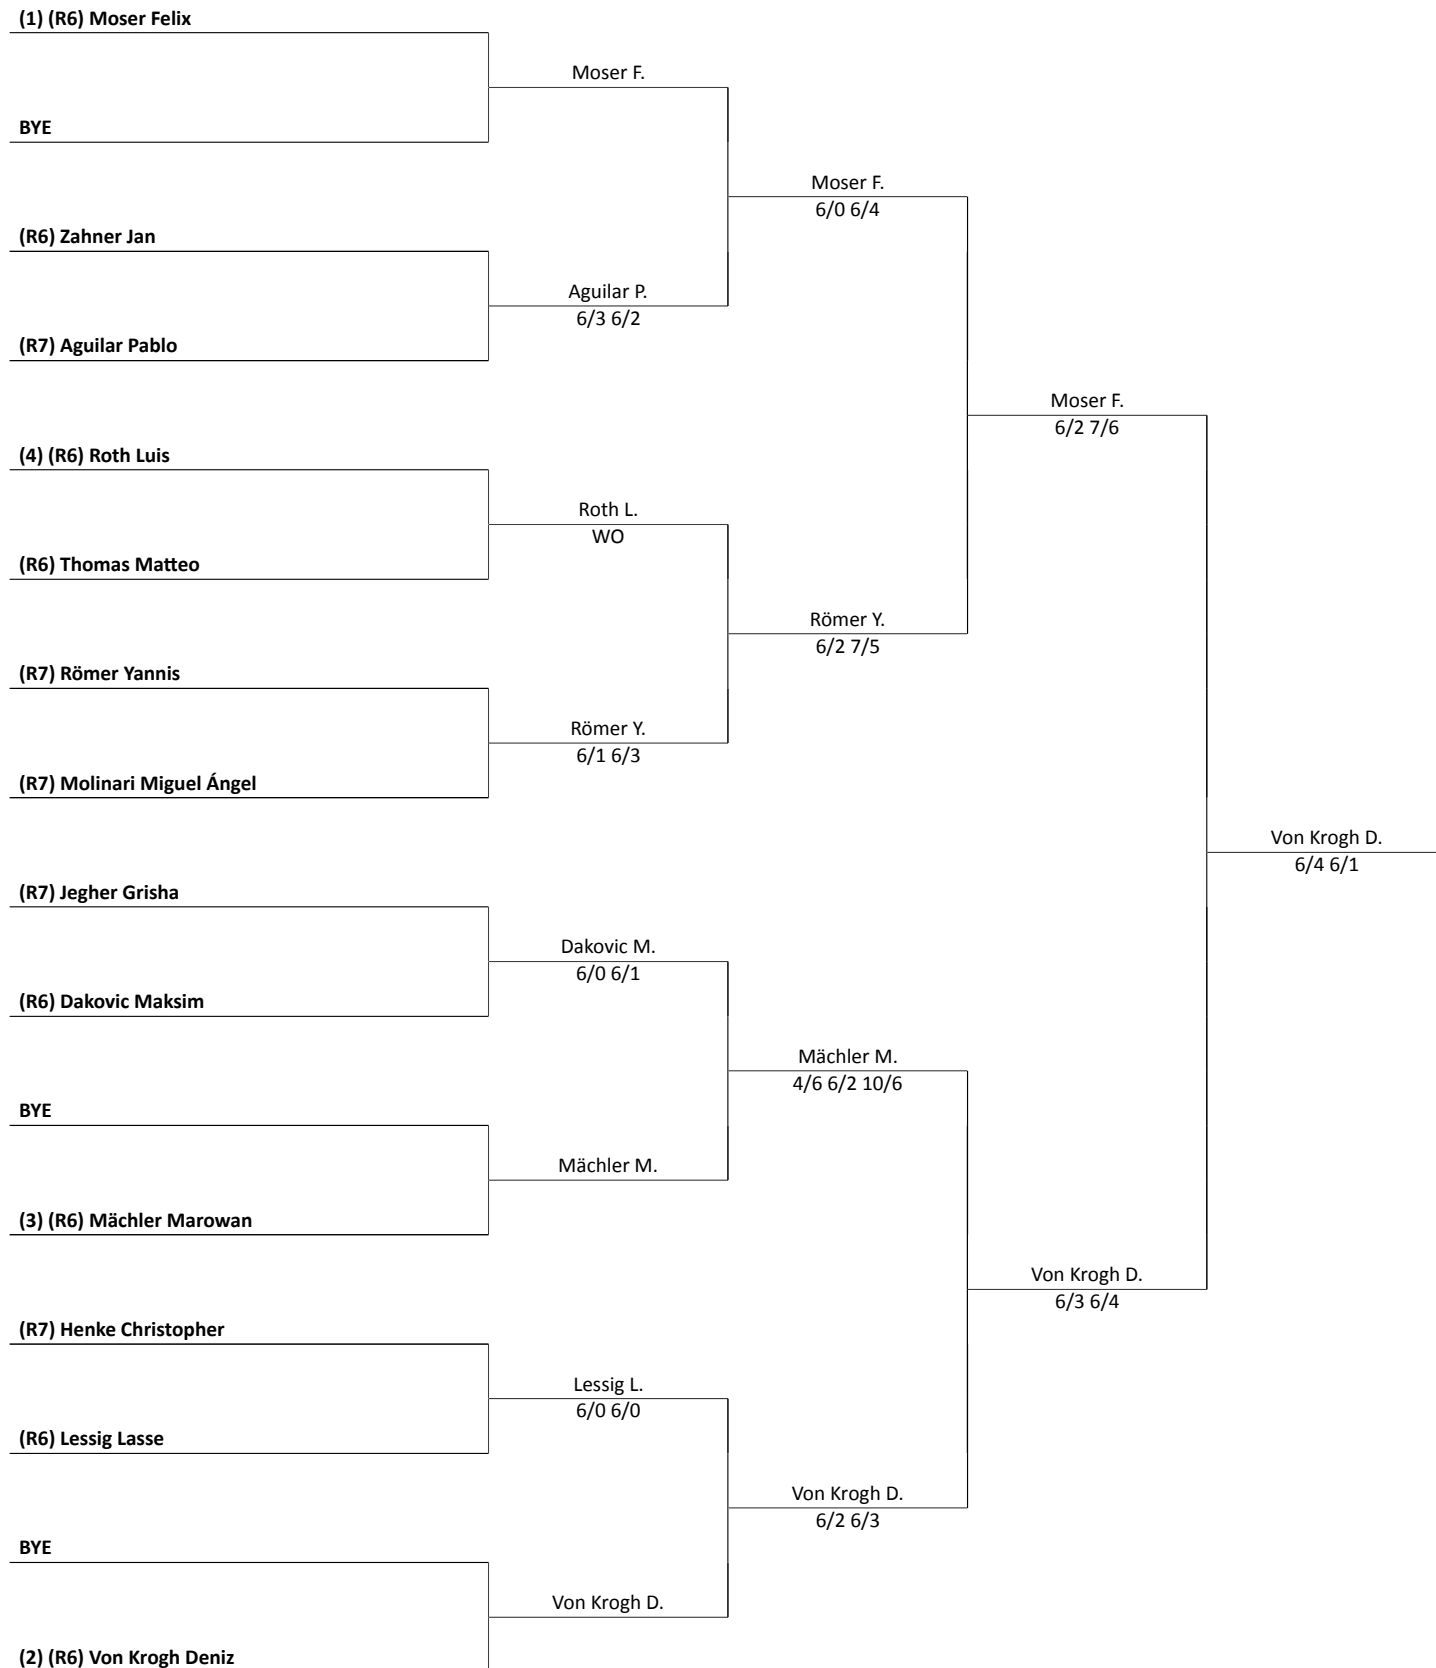 (1) (R6) Moser Felix
Moser F.
BYE
Moser F.
6/0 6/4
(R6) Zahner Jan
Aguilar P.
6/3 6/2
(R7) Aguilar Pablo
Moser F.
6/2 7/6
(4) (R6) Roth Luis
Roth L.
WO
(R6) Thomas Matteo
Römer Y.
6/2 7/5
(R7) Römer Yannis
Römer Y.
6/1 6/3
(R7) Molinari Miguel Ángel
Von Krogh D.
6/4 6/1
(R7) Jegher Grisha
Dakovic M.
6/0 6/1
(R6) Dakovic Maksim
Mächler M.
4/6 6/2 10/6
BYE
Mächler M.
(3) (R6) Mächler Marowan
Von Krogh D.
6/3 6/4
(R7) Henke Christopher
Lessig L.
6/0 6/0
(R6) Lessig Lasse
Von Krogh D.
6/2 6/3
BYE
Von Krogh D.
(2) (R6) Von Krogh Deniz